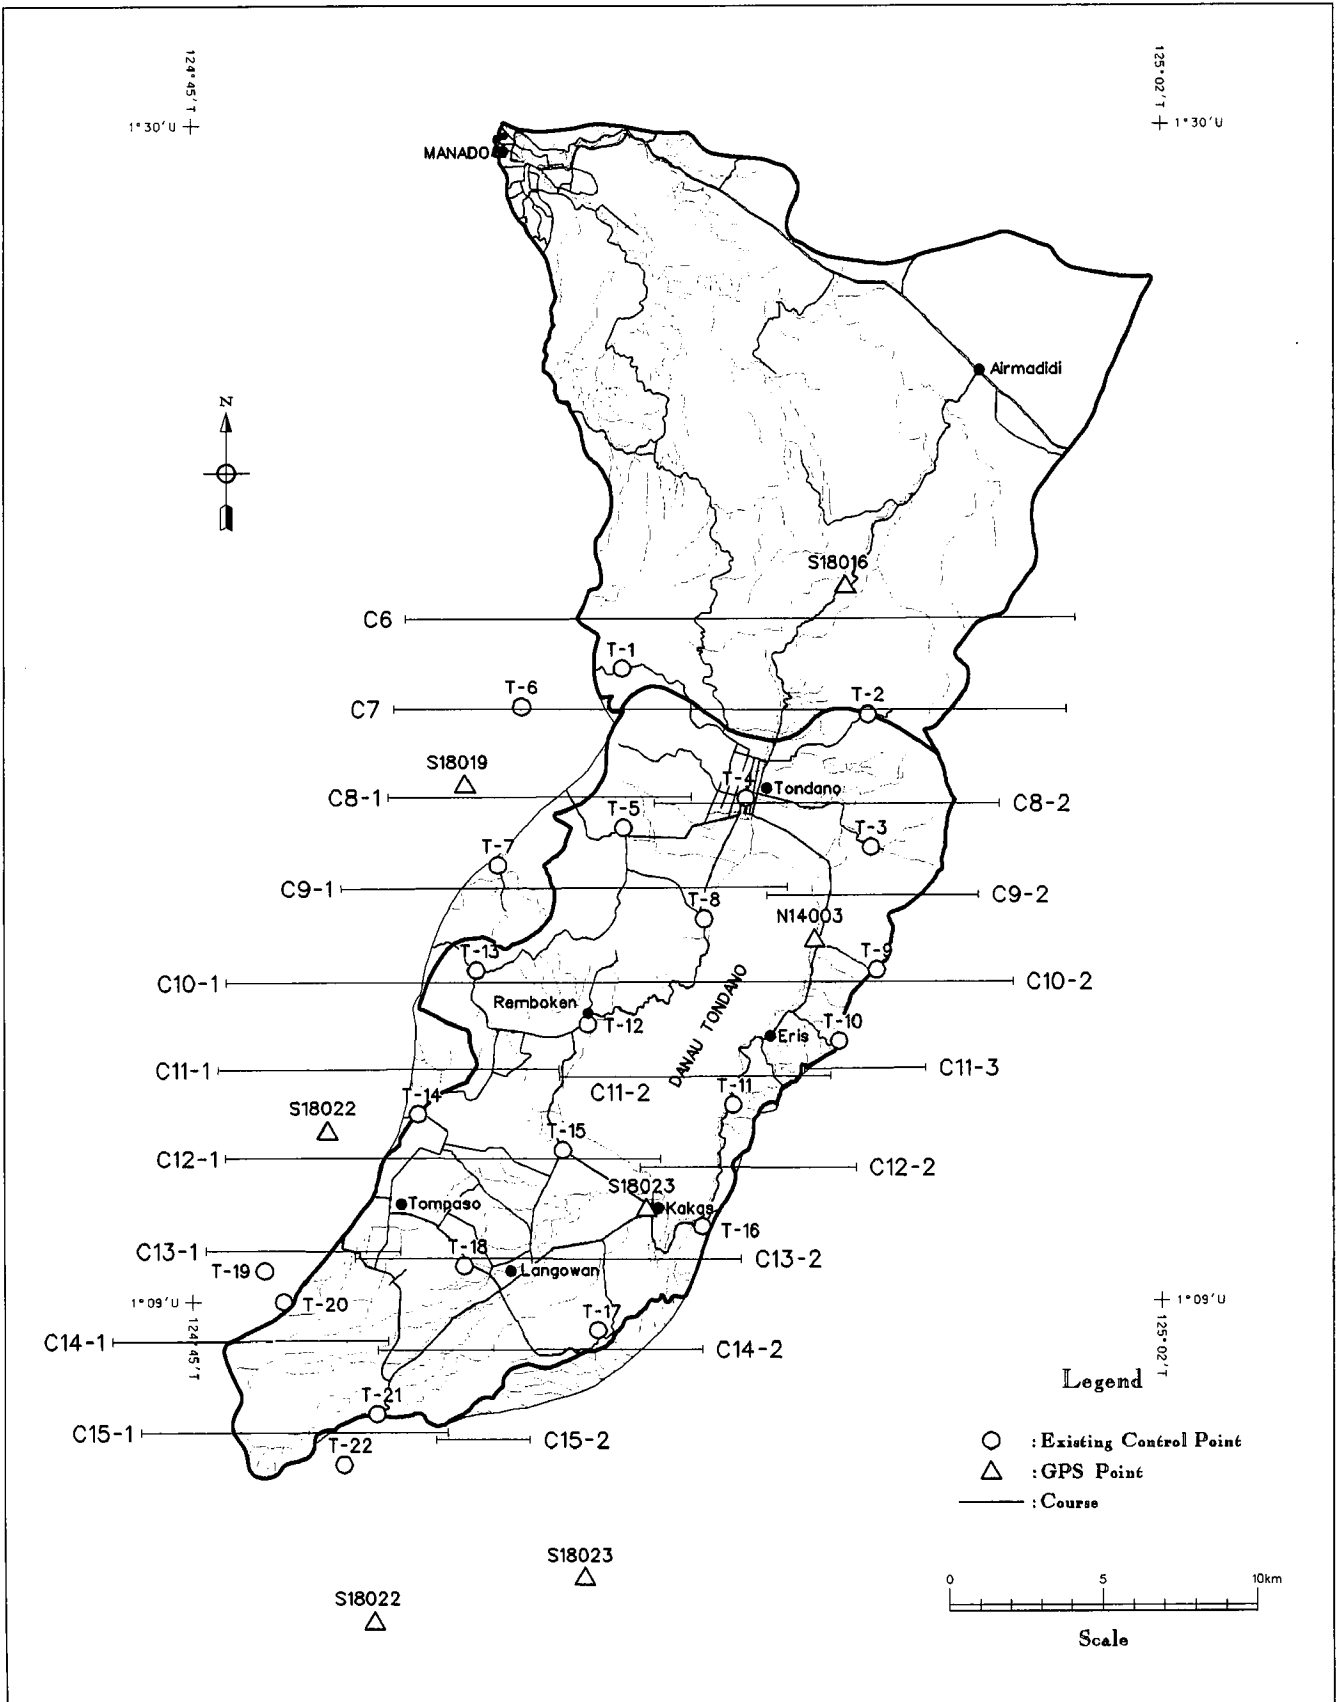 124°45'T
125°02'T
1°30'U
1°30'U
MANADO
Airmadidi
N
S18016
C6
T-1
T-6
T-2
C7
S18019
T-4
Tondano
C8-1
C8-2
T-5
T-3
T-7
C9-1
C9-2
T-8
N14003
T-13
T-9
C10-1
C10-2
Remboken
T-12
DANAU TONDANO
Eris
T-10
C11-1
C11-2
C11-3
T-14
T-11
S18022
T-15
C12-1
C12-2
S18023
Tompaso
Kakas
T-16
C13-1
T-18
C13-2
T-19
Langowan
1°09'U
T-20
1°09'U
T-17
124°45'T
125°02'T
C14-1
C14-2
Legend
T-21
C15-1
C15-2
T-22
: Existing Control Point
: GPS Point
: Course
S18023
S18022
0 5 10km
Scale